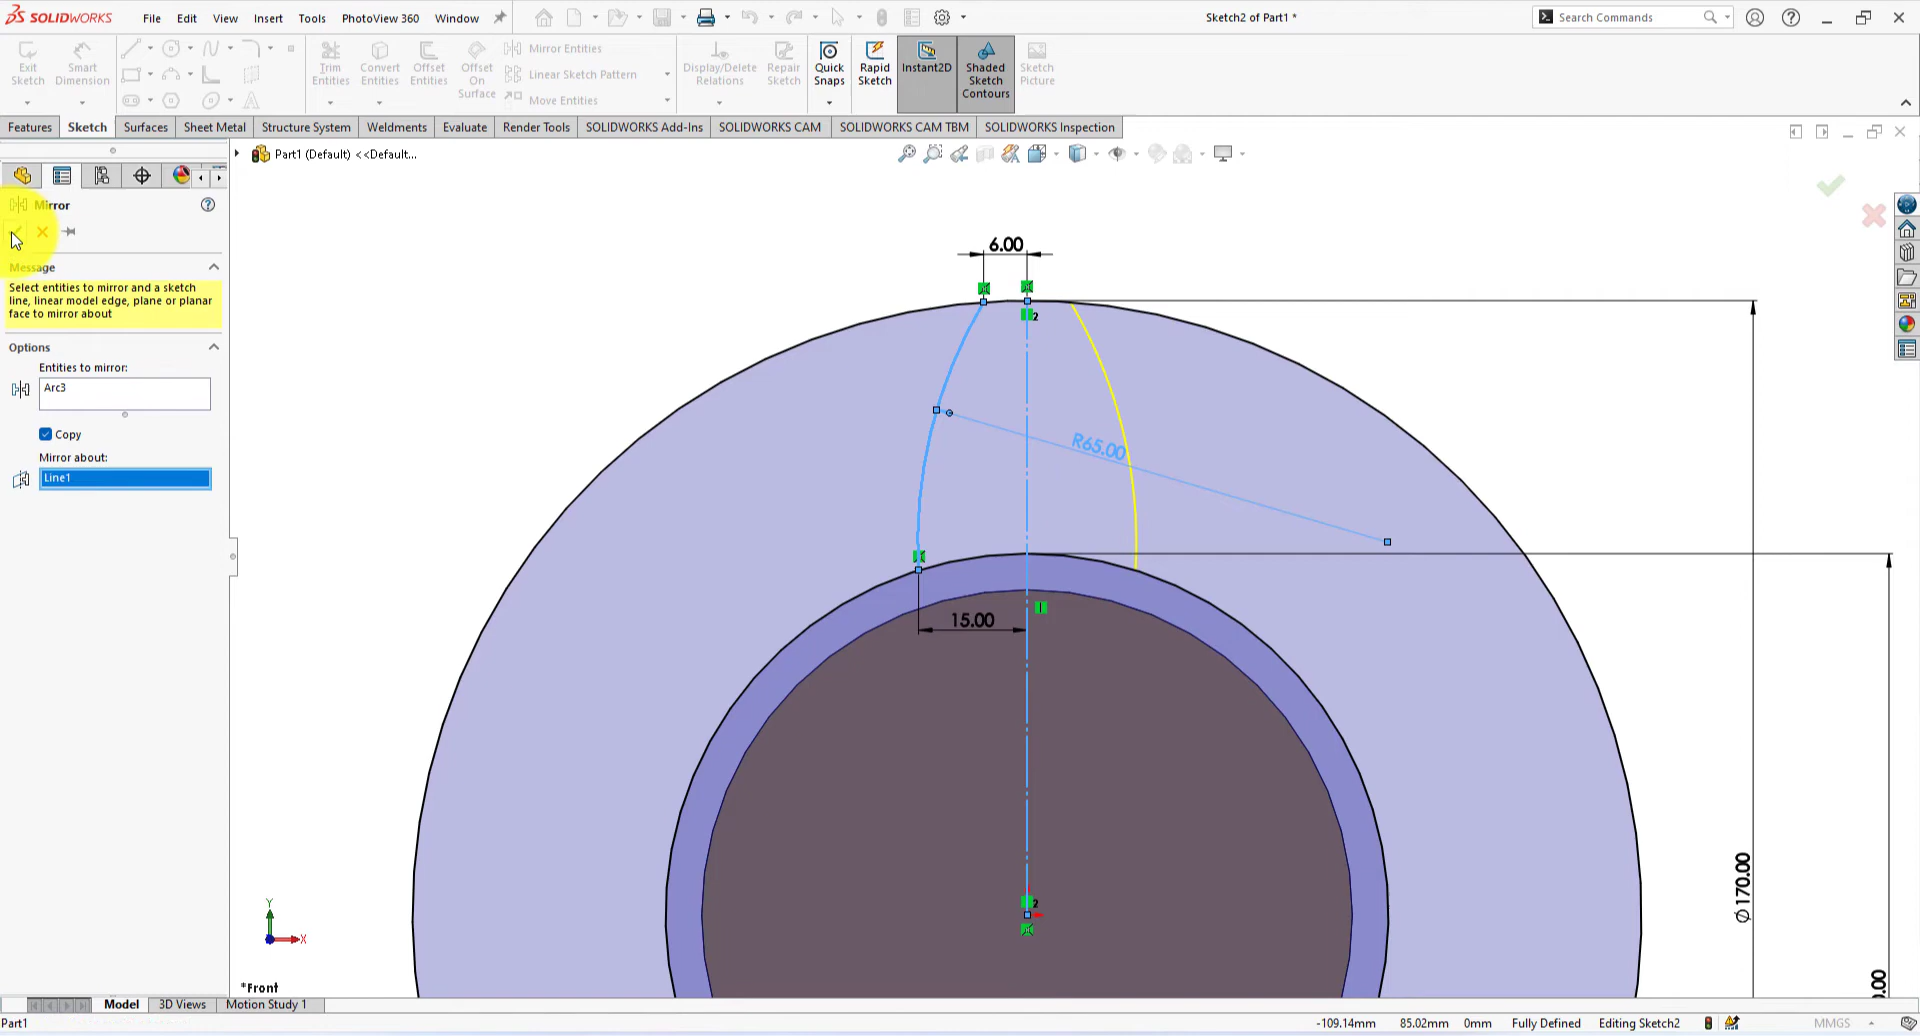 SOLIDWORKS File Edit View Insert Tools PhotoView 360 Window Sketch2 of Part1 * Search Commands
Exit Sketch
Smart Dimension
Trim Entities
Convert Entities
Offset Entities
Offset On Surface
Mirror Entities
Linear Sketch Pattern
Move Entities
Display/Delete Relations
Repair Sketch
Quick Snaps
Rapid Sketch
Instant2D
Shaded Sketch Contours
Sketch Picture
Features Sketch Surfaces Sheet Metal Structure System Weldments Evaluate Render Tools SOLIDWORKS Add-Ins SOLIDWORKS CAM SOLIDWORKS CAM TBM SOLIDWORKS Inspection
Part1 (Default) <<Default...
Mirror
Message
Select entities to mirror and a sketch
line, linear model edge, plane or planar
face to mirror about
Options
Entities to mirror:
Arc3
Copy
Mirror about:
Line1
6.00
2
R65.00
15.00
2
Ø170.00
0.00
Y
X
*Front
Model 3D Views Motion Study 1
Part1 -109.14mm 85.02mm 0mm Fully Defined Editing Sketch2 MMGS